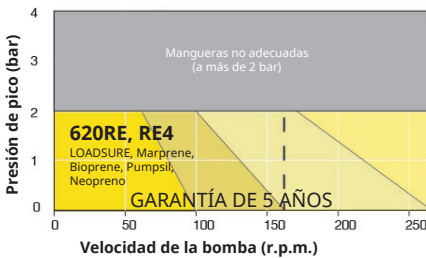 Presión de pico (bar)
4
3
2
1
0
Mangueras no adecuadas
(a más de 2 bar)
620RE, RE4
LOADSURE, Marprene,
Bioprene, Pumpsil,
Neopreno
GARANTÍA DE 5 AÑOS
0 50 100 150 200 250
Velocidad de la bomba (r.p.m.)